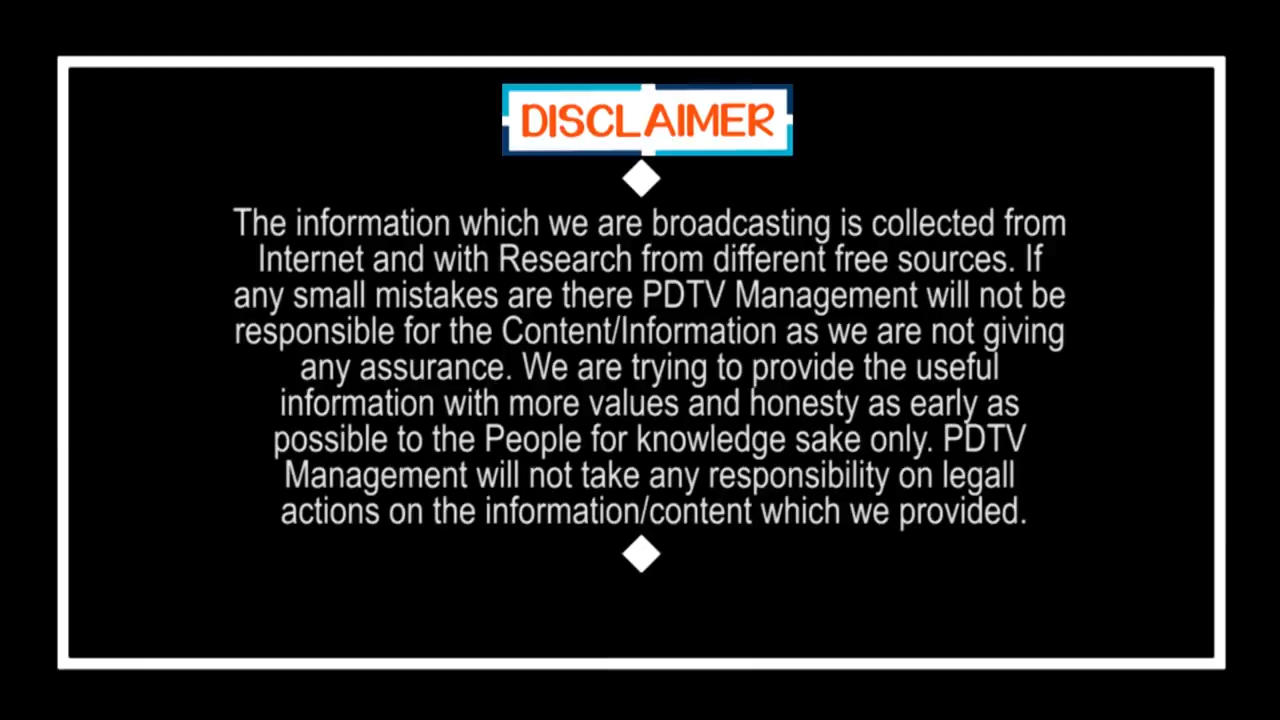 DISCLAIMER
The information which we are broadcasting is collected from
Internet and with Research from different free sources. If
any small mistakes are there PDTV Management will not be
responsible for the Content/Information as we are not giving
any assurance. We are trying to provide the useful
information with more values and honesty as early as
possible to the People for knowledge sake only. PDTV
Management will not take any responsibility on legall
actions on the information/content which we provided.